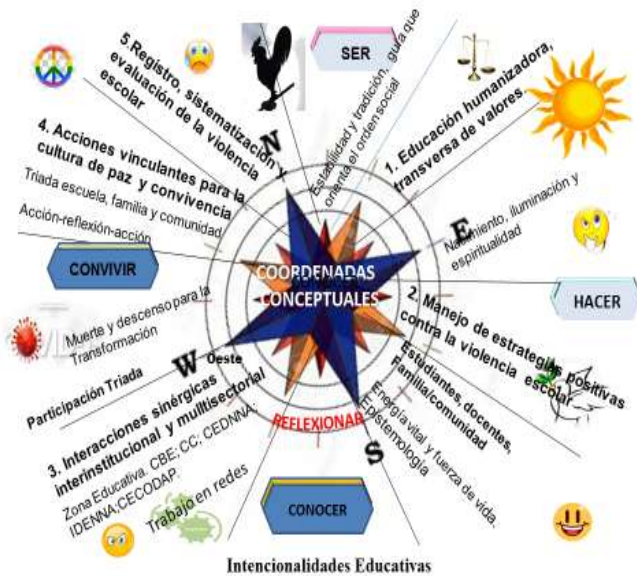 SER
Estabilidad y tradición, guía que
orienta el orden social
1. Educación humanizadora,
transversa de valores.
N
E
Nacimiento, iluminación y
espiritualidad
HACER
2. Manejo de estrategias positivas
contra la violencia escolar
Estudiantes, docentes,
Familia/comunidad
Energía vital y fuerza de vida.
Epistemología
S
CONOCER
REFLEXIONAR
Trabajo en redes
3. Interacciones sinérgicas
interinstitucional y mulltisectorial
Zona Educativa. CBE; CC; CEDNNA;
IDENNA;CECODAP.
W Oeste
Participación Triada
Muerte y descenso para la
Transformación
CONVIVIR
4. Acciones vinculantes para la
cultura de paz y convivencia
Triada escuela, familia y comunidad
Acción-reflexión-acción
5.Registro, sistematización y
evaluación de la violencia
escolar
COORDENADAS
CONCEPTUALES
Intencionalidades Educativas